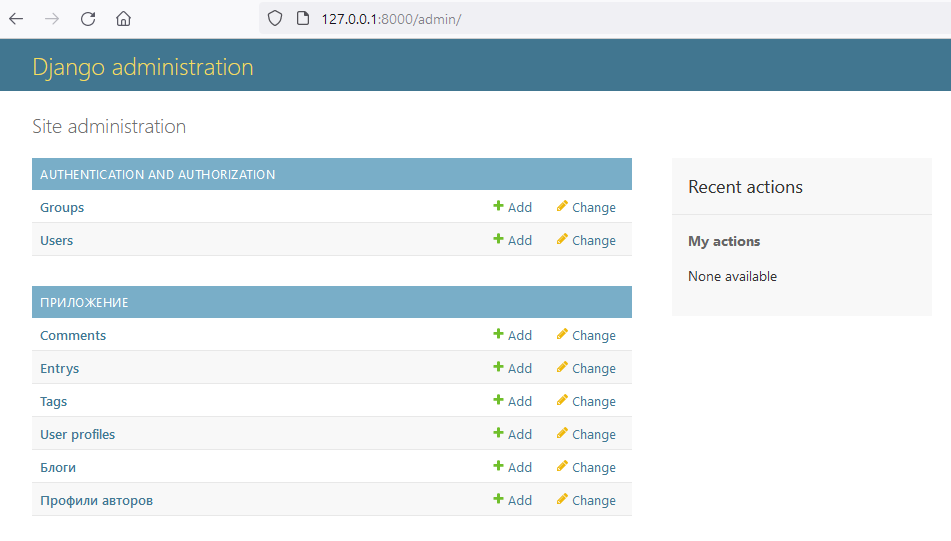 127.0.0.1:8000/admin/
Django administration
Site administration
AUTHENTICATION AND AUTHORIZATION
Groups Add Change
Users Add Change
ПРИЛОЖЕНИЕ
Comments Add Change
Entrys Add Change
Tags Add Change
User profiles Add Change
Блоги Add Change
Профили авторов Add Change
Recent actions
My actions
None available